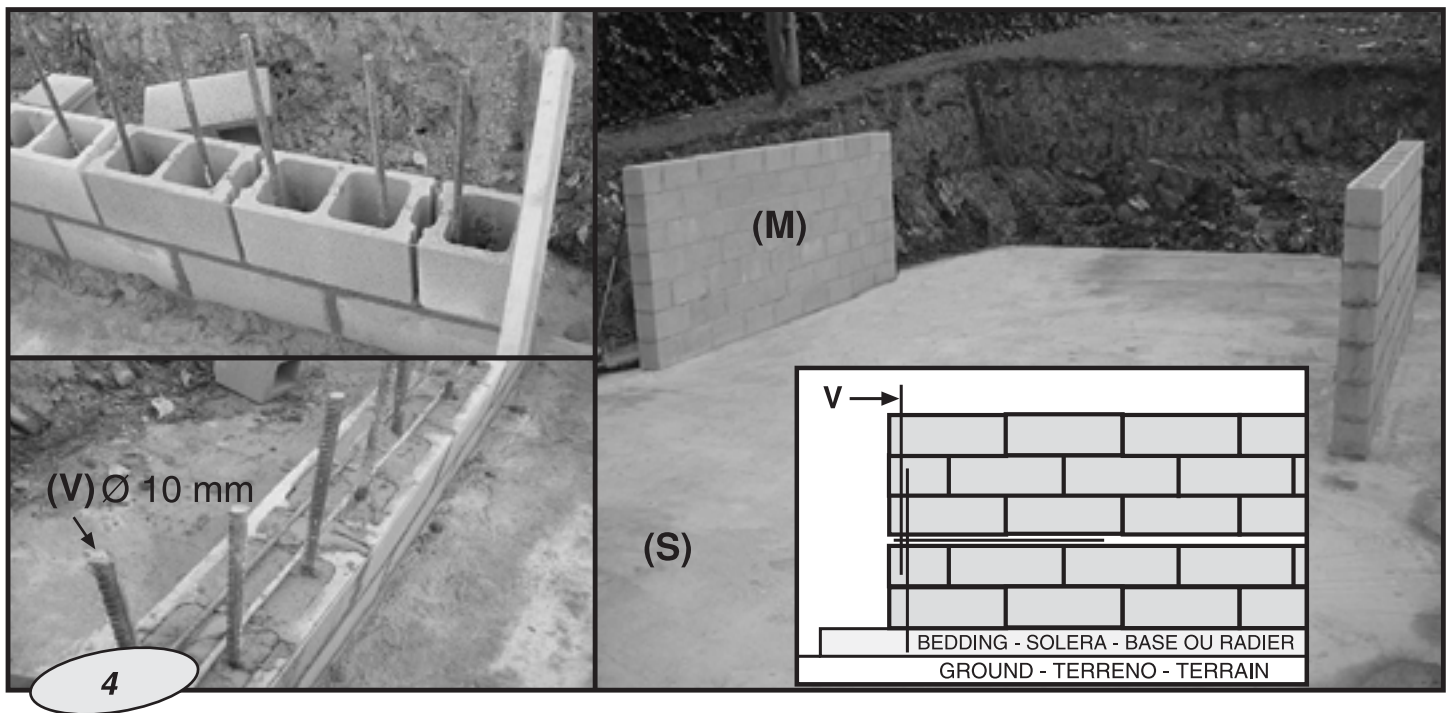 (M)
(V) Ø 10 mm
(S)
V
BEDDING - SOLERA - BASE OU RADIER
GROUND - TERRENO - TERRAIN
4